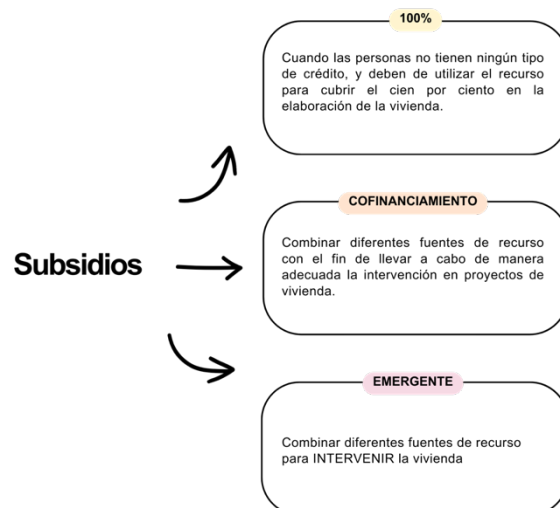 100%
Cuando las personas no tienen ningún tipo
de crédito, y deben de utilizar el recurso
para cubrir el cien por ciento en la
elaboración de la vivienda.
COFINANCIAMIENTO
Combinar diferentes fuentes de recurso
con el fin de llevar a cabo de manera
adecuada la intervención en proyectos de
vivienda.
Subsidios
EMERGENTE
Combinar diferentes fuentes de recurso
para INTERVENIR la vivienda